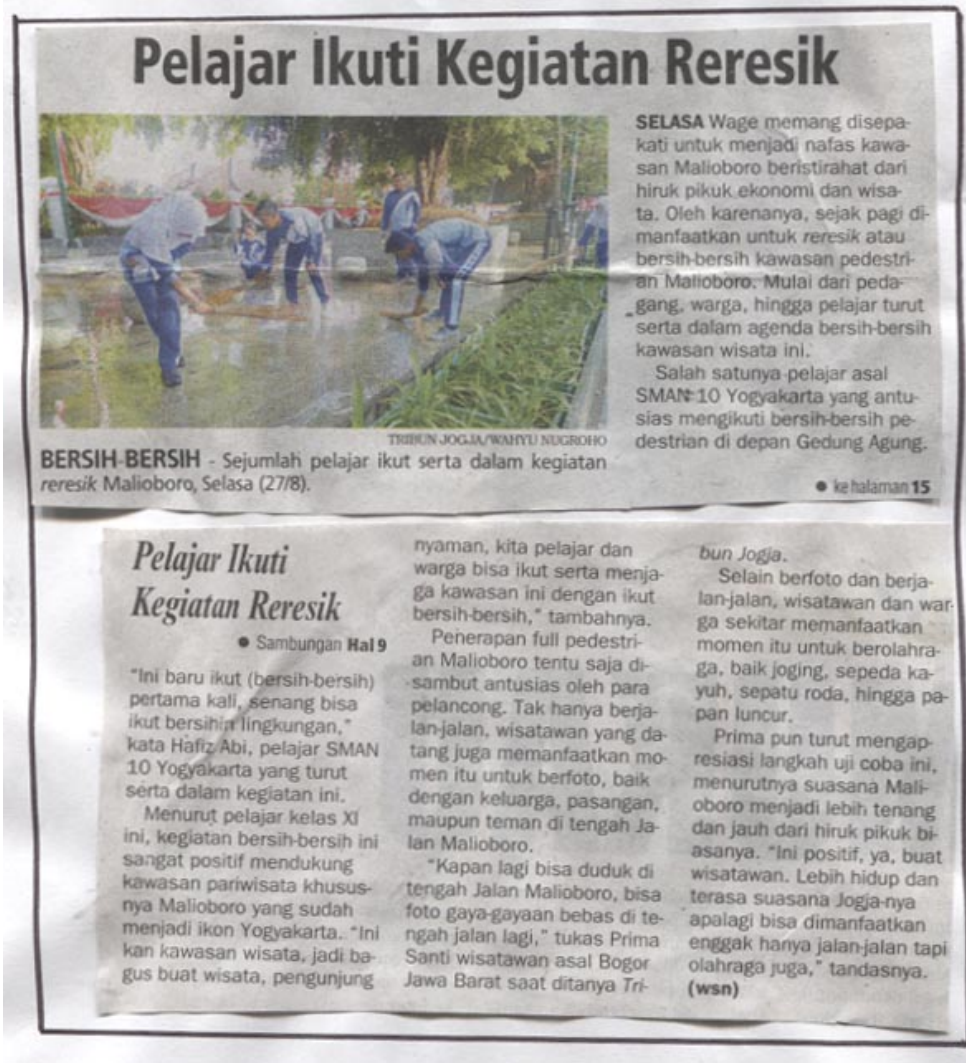 Pelajar Ikuti Kegiatan Reresik
TRIBUN JOGJA/WAHYU NUGROHO
BERSIH-BERSIH - Sejumlah pelajar ikut serta dalam kegiatan
reresik Malioboro, Selasa (27/8).
SELASA Wage memang disepa-
kati untuk menjadi nafas kawa-
san Malioboro beristirahat dari
hiruk pikuk ekonomi dan wisa-
ta. Oleh karenanya, sejak pagi di-
manfaatkan untuk reresik atau
bersih-bersih kawasan pedestri-
an Malioboro. Mulai dari peda-
gang, warga, hingga pelajar turut
serta dalam agenda bersih-bersih
kawasan wisata ini.
Salah satunya pelajar asal
SMAN 10 Yogyakarta yang antu-
sias mengikuti bersih-bersih pe-
destrian di depan Gedung Agung.
● ke halaman 15
Pelajar Ikuti
Kegiatan Reresik
● Sambungan Hal 9
"Ini baru ikut (bersih-bersih)
pertama kali, senang bisa
ikut bersihin lingkungan,"
kata Hafiz Abi, pelajar SMAN
10 Yogyakarta yang turut
serta dalam kegiatan ini.
Menurut pelajar kelas XI
ini, kegiatan bersih-bersih ini
sangat positif mendukung
kawasan pariwisata khusus-
nya Malioboro yang sudah
menjadi ikon Yogyakarta. "Ini
kan kawasan wisata, jadi ba-
gus buat wisata, pengunjung
nyaman, kita pelajar dan
warga bisa ikut serta menja-
ga kawasan ini dengan ikut
bersih-bersih," tambahnya.
Penerapan full pedestri-
an Malioboro tentu saja di-
sambut antusias oleh para
pelancong. Tak hanya berja-
lan-jalan, wisatawan yang da-
tang juga memanfaatkan mo-
men itu untuk berfoto, baik
dengan keluarga, pasangan,
maupun teman di tengah Ja-
lan Malioboro.
"Kapan lagi bisa duduk di
tengah Jalan Malioboro, bisa
foto gaya-gayaan bebas di te-
ngah jalan lagi," tukas Prima
Santi wisatawan asal Bogor
Jawa Barat saat ditanya Tri-
bun Jogja.
Selain berfoto dan berja-
lan-jalan, wisatawan dan war-
ga sekitar memanfaatkan
momen itu untuk berolahra-
ga, baik joging, sepeda ka-
yuh, sepatu roda, hingga pa-
pan luncur.
Prima pun turut mengap-
resiasi langkah uji coba ini,
menurutnya suasana Mali-
oboro menjadi lebih tenang
dan jauh dari hiruk pikuk bi-
asanya. "Ini positif, ya, buat
wisatawan. Lebih hidup dan
terasa suasana Jogja-nya
apalagi bisa dimanfaatkan
enggak hanya jalan-jalan tapi
olahraga juga," tandasnya.
(wsn)